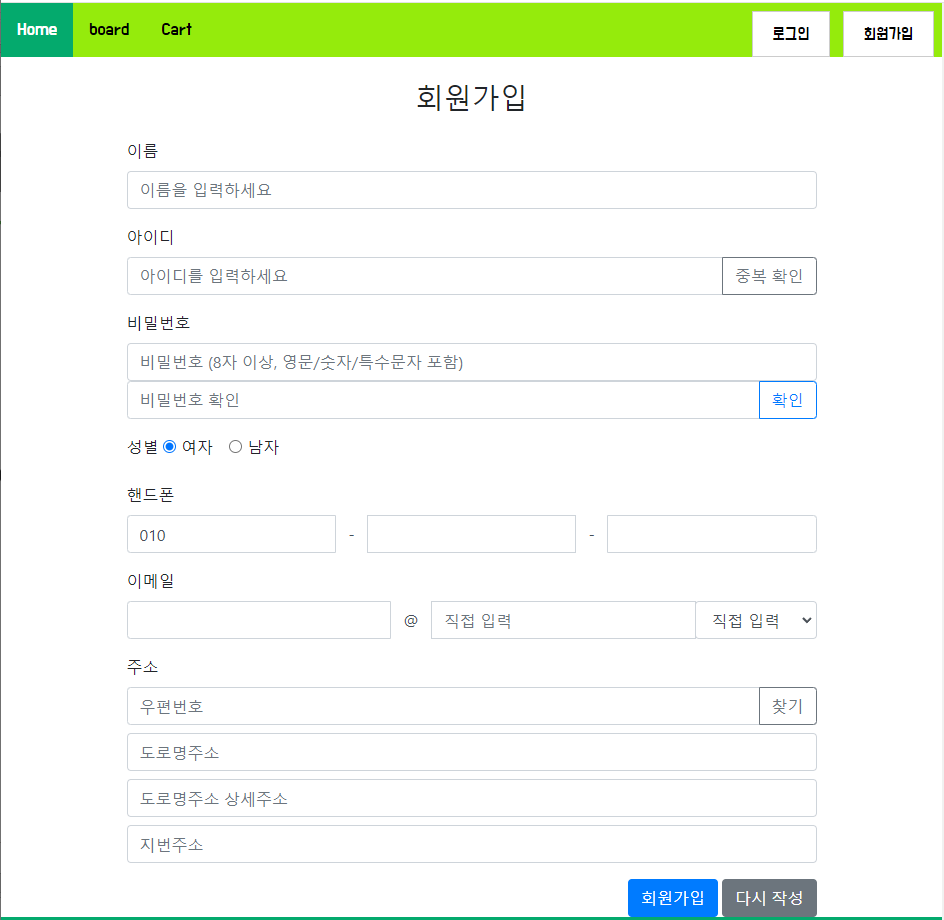 Home board Cart 로그인 회원가입
회원가입
이름
이름을 입력하세요
아이디
아이디를 입력하세요 중복 확인
비밀번호
비밀번호 (8자 이상, 영문/숫자/특수문자 포함)
비밀번호 확인 확인
성별 여자 남자
핸드폰
010 - -
이메일
@ 직접 입력 직접 입력
주소
우편번호 찾기
도로명주소
도로명주소 상세주소
지번주소
회원가입 다시 작성